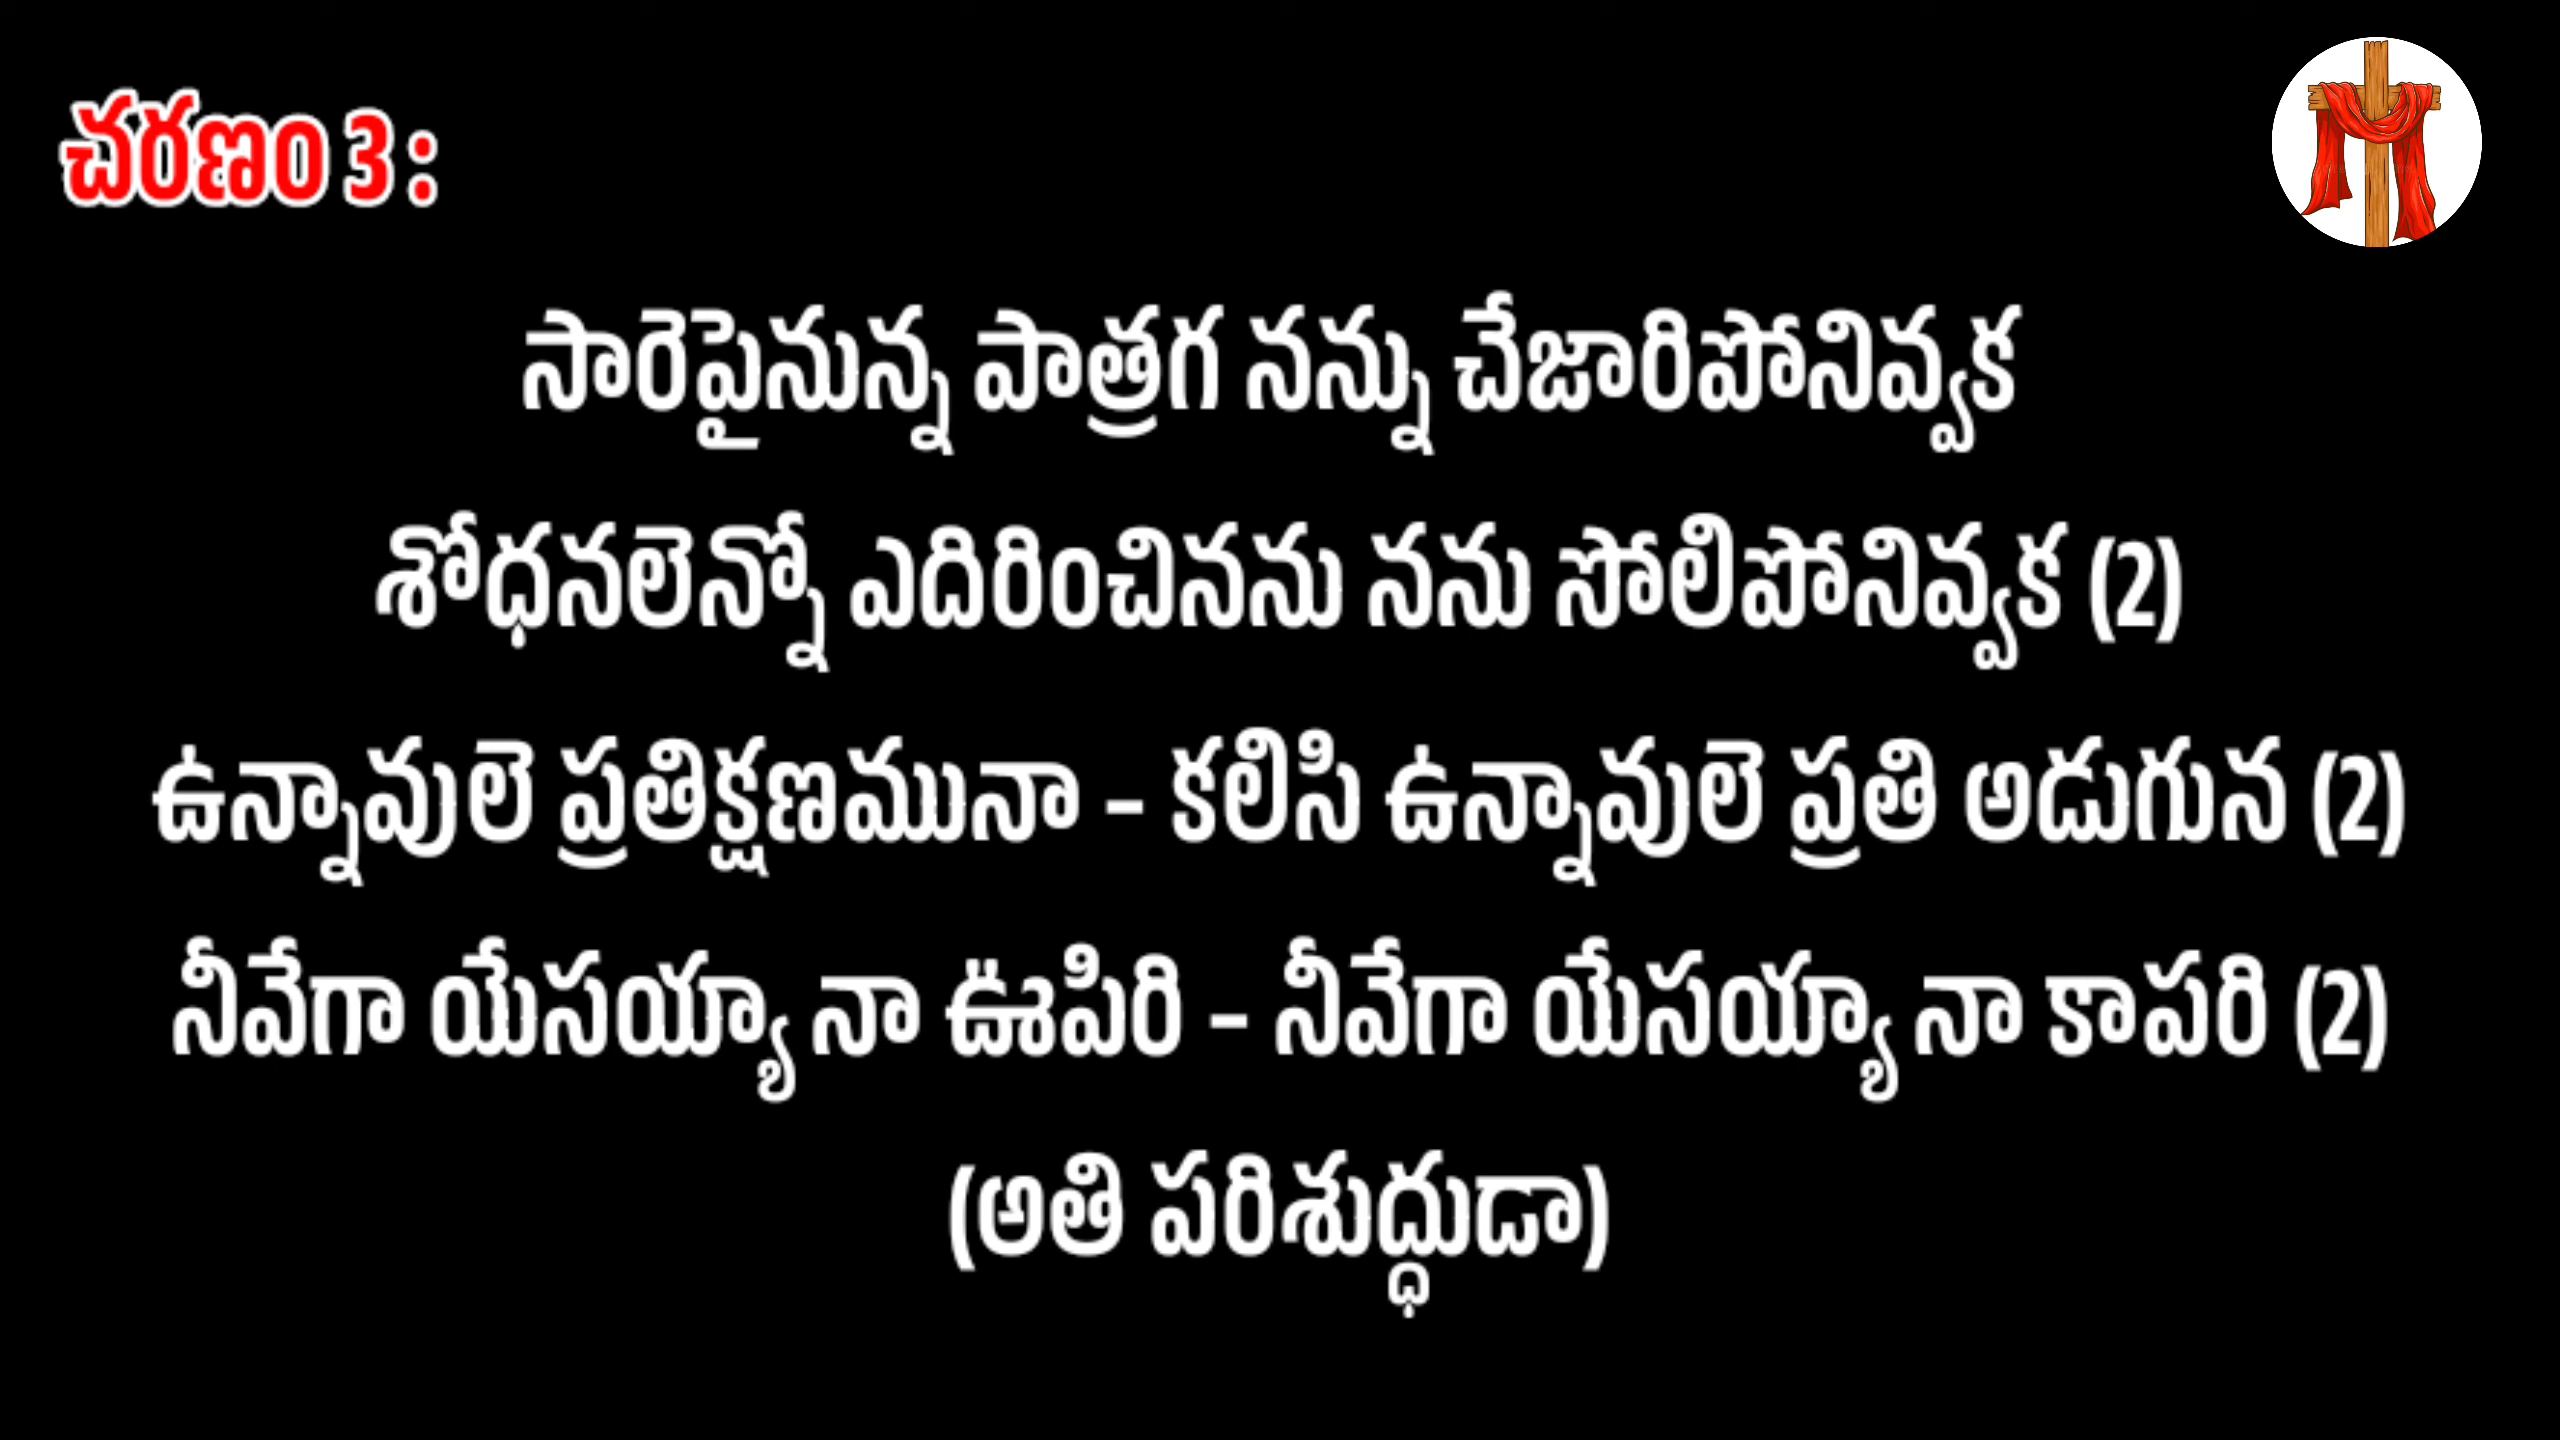 చరణం 3 :
సారెపైనున్న పాత్రగ నన్ను చేజారిపోనివ్వక
శోధనలెన్నో ఎదిరించినను నను సోలిపోనివ్వక (2)
ఉన్నావులె ప్రతిక్షణమునా – కలిసి ఉన్నావులె ప్రతి అడుగున (2)
నీవేగా యేసయ్యా నా ఊపిరి – నీవేగా యేసయ్యా నా కాపరి (2)
(అతి పరిశుద్ధుడా)